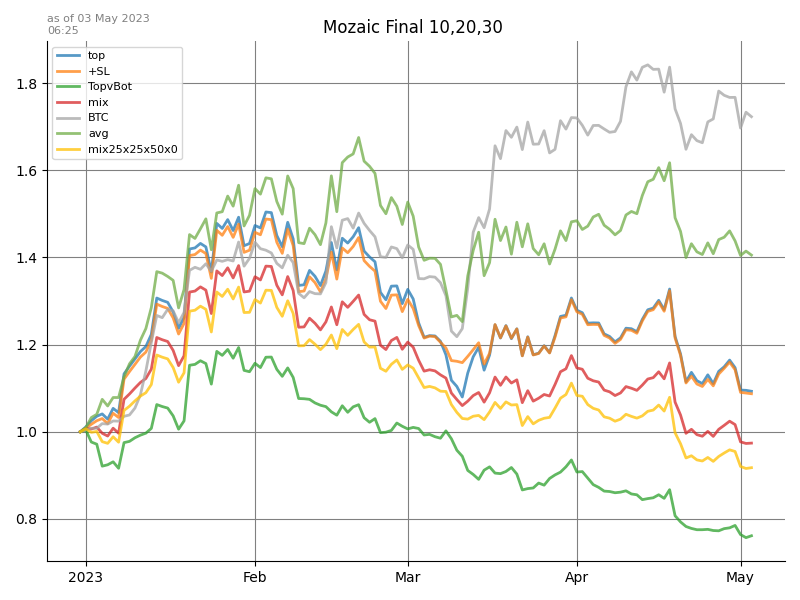 as of 03 May 2023
06:25
Mozaic Final 10,20,30
top
+SL
TopvBot
mix
BTC
avg
mix25x25x50x0
1.8
1.6
1.4
1.2
1.0
0.8
2023
Feb
Mar
Apr
May